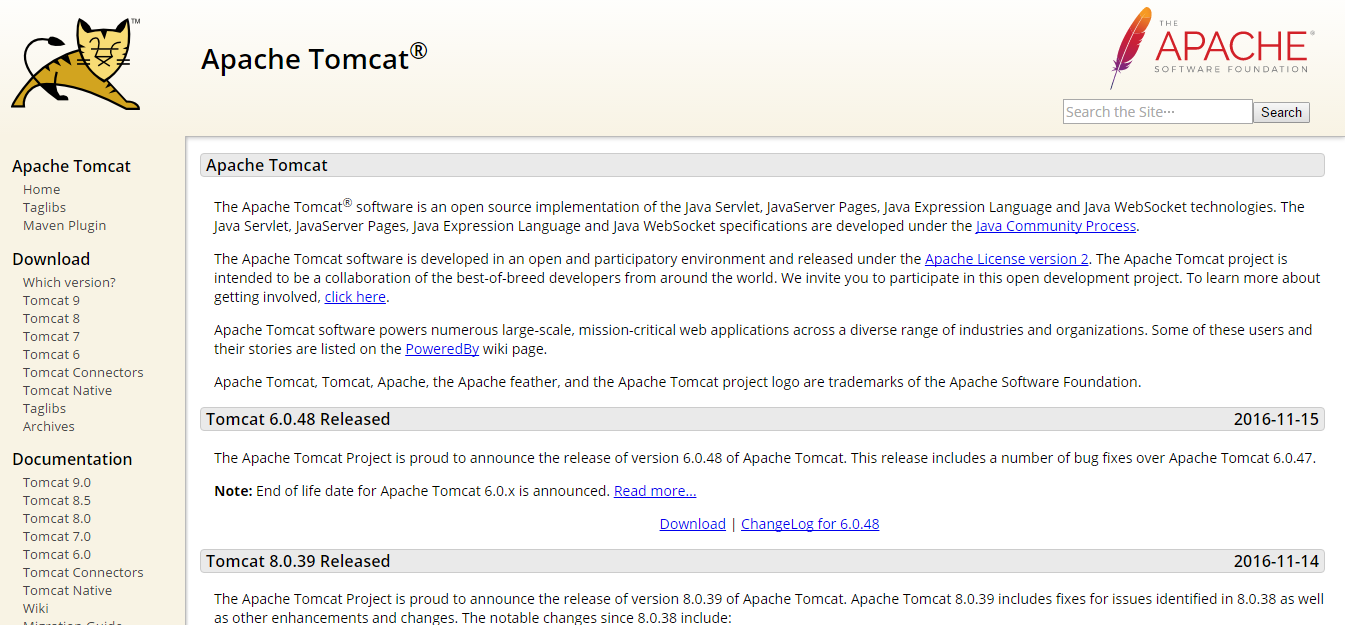 TM
Apache Tomcat®
THE
APACHE®
SOFTWARE FOUNDATION
Search the Site···
Search
Apache Tomcat
Home
Taglibs
Maven Plugin
Download
Which version?
Tomcat 9
Tomcat 8
Tomcat 7
Tomcat 6
Tomcat Connectors
Tomcat Native
Taglibs
Archives
Documentation
Tomcat 9.0
Tomcat 8.5
Tomcat 8.0
Tomcat 7.0
Tomcat 6.0
Tomcat Connectors
Tomcat Native
Wiki
Migration Guide
Apache Tomcat
The Apache Tomcat® software is an open source implementation of the Java Servlet, JavaServer Pages, Java Expression Language and Java WebSocket technologies. The
Java Servlet, JavaServer Pages, Java Expression Language and Java WebSocket specifications are developed under the Java Community Process.
The Apache Tomcat software is developed in an open and participatory environment and released under the Apache License version 2. The Apache Tomcat project is
intended to be a collaboration of the best-of-breed developers from around the world. We invite you to participate in this open development project. To learn more about
getting involved, click here.
Apache Tomcat software powers numerous large-scale, mission-critical web applications across a diverse range of industries and organizations. Some of these users and
their stories are listed on the PoweredBy wiki page.
Apache Tomcat, Tomcat, Apache, the Apache feather, and the Apache Tomcat project logo are trademarks of the Apache Software Foundation.
Tomcat 6.0.48 Released 2016-11-15
The Apache Tomcat Project is proud to announce the release of version 6.0.48 of Apache Tomcat. This release includes a number of bug fixes over Apache Tomcat 6.0.47.
Note: End of life date for Apache Tomcat 6.0.x is announced. Read more...
Download | ChangeLog for 6.0.48
Tomcat 8.0.39 Released 2016-11-14
The Apache Tomcat Project is proud to announce the release of version 8.0.39 of Apache Tomcat. Apache Tomcat 8.0.39 includes fixes for issues identified in 8.0.38 as well
as other enhancements and changes. The notable changes since 8.0.38 include: